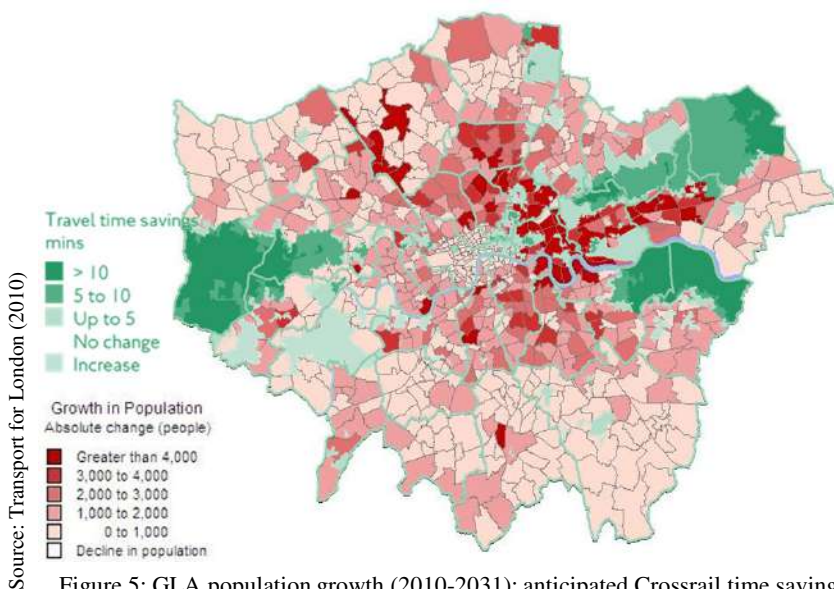 Travel time savings
mins
> 10
5 to 10
Up to 5
No change
Increase
Growth in Population
Absolute change (people)
Greater than 4,000
3,000 to 4,000
2,000 to 3,000
1,000 to 2,000
0 to 1,000
Decline in population
Source: Transport for London (2010)
Figure 5: GLA population growth (2010-2031); anticipated Crossrail time saving